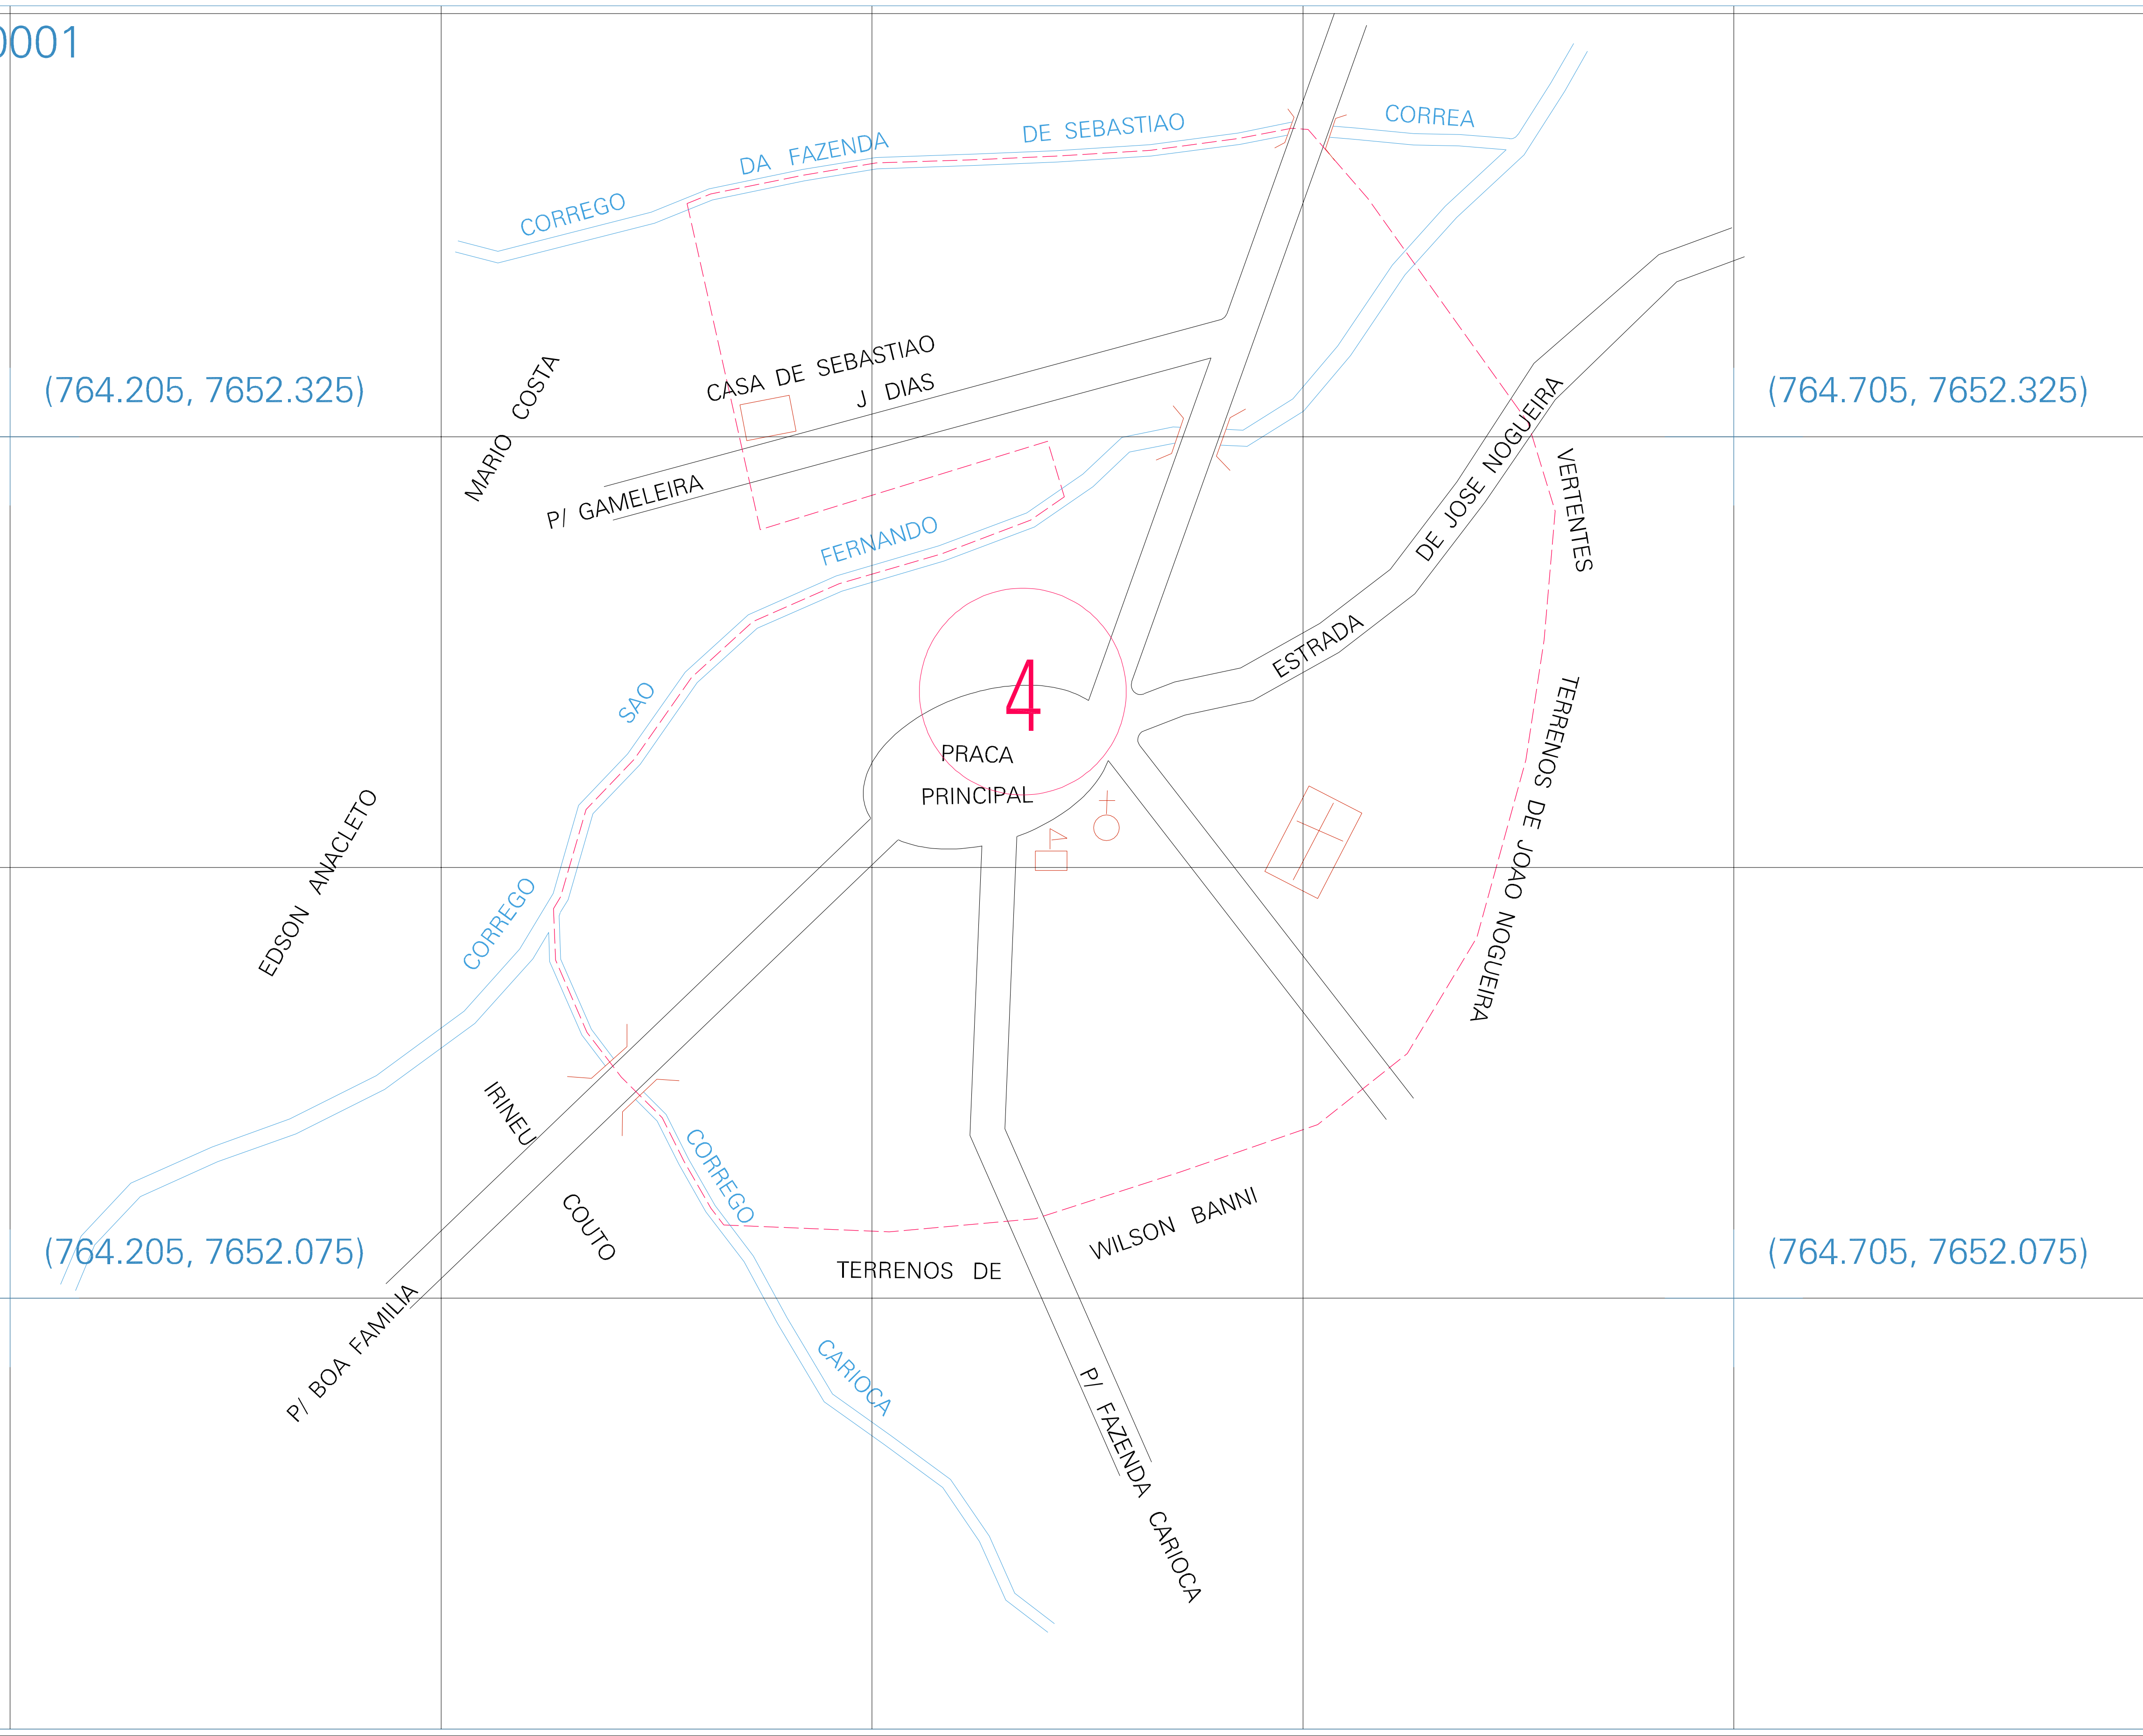 0001
CORREGO DA FAZENDA DE SEBASTIAO CORREA
(764.205, 7652.325)
MARIO COSTA
CASA DE SEBASTIAO
J DIAS
(764.705, 7652.325)
P/ GAMELEIRA
ESTRADA DE JOSE NOGUEIRA
VERTENTES
CORREGO SAO FERNANDO
4
PRACA
PRINCIPAL
TERRENOS DE JOAO NOGUEIRA
EDSON ANACLETO
IRINEU
COUTO
CORREGO CARIOCA
(764.205, 7652.075)
TERRENOS DE WILSON BANNI
(764.705, 7652.075)
P/ BOA FAMILIA
P/ FAZENDA CARIOCA